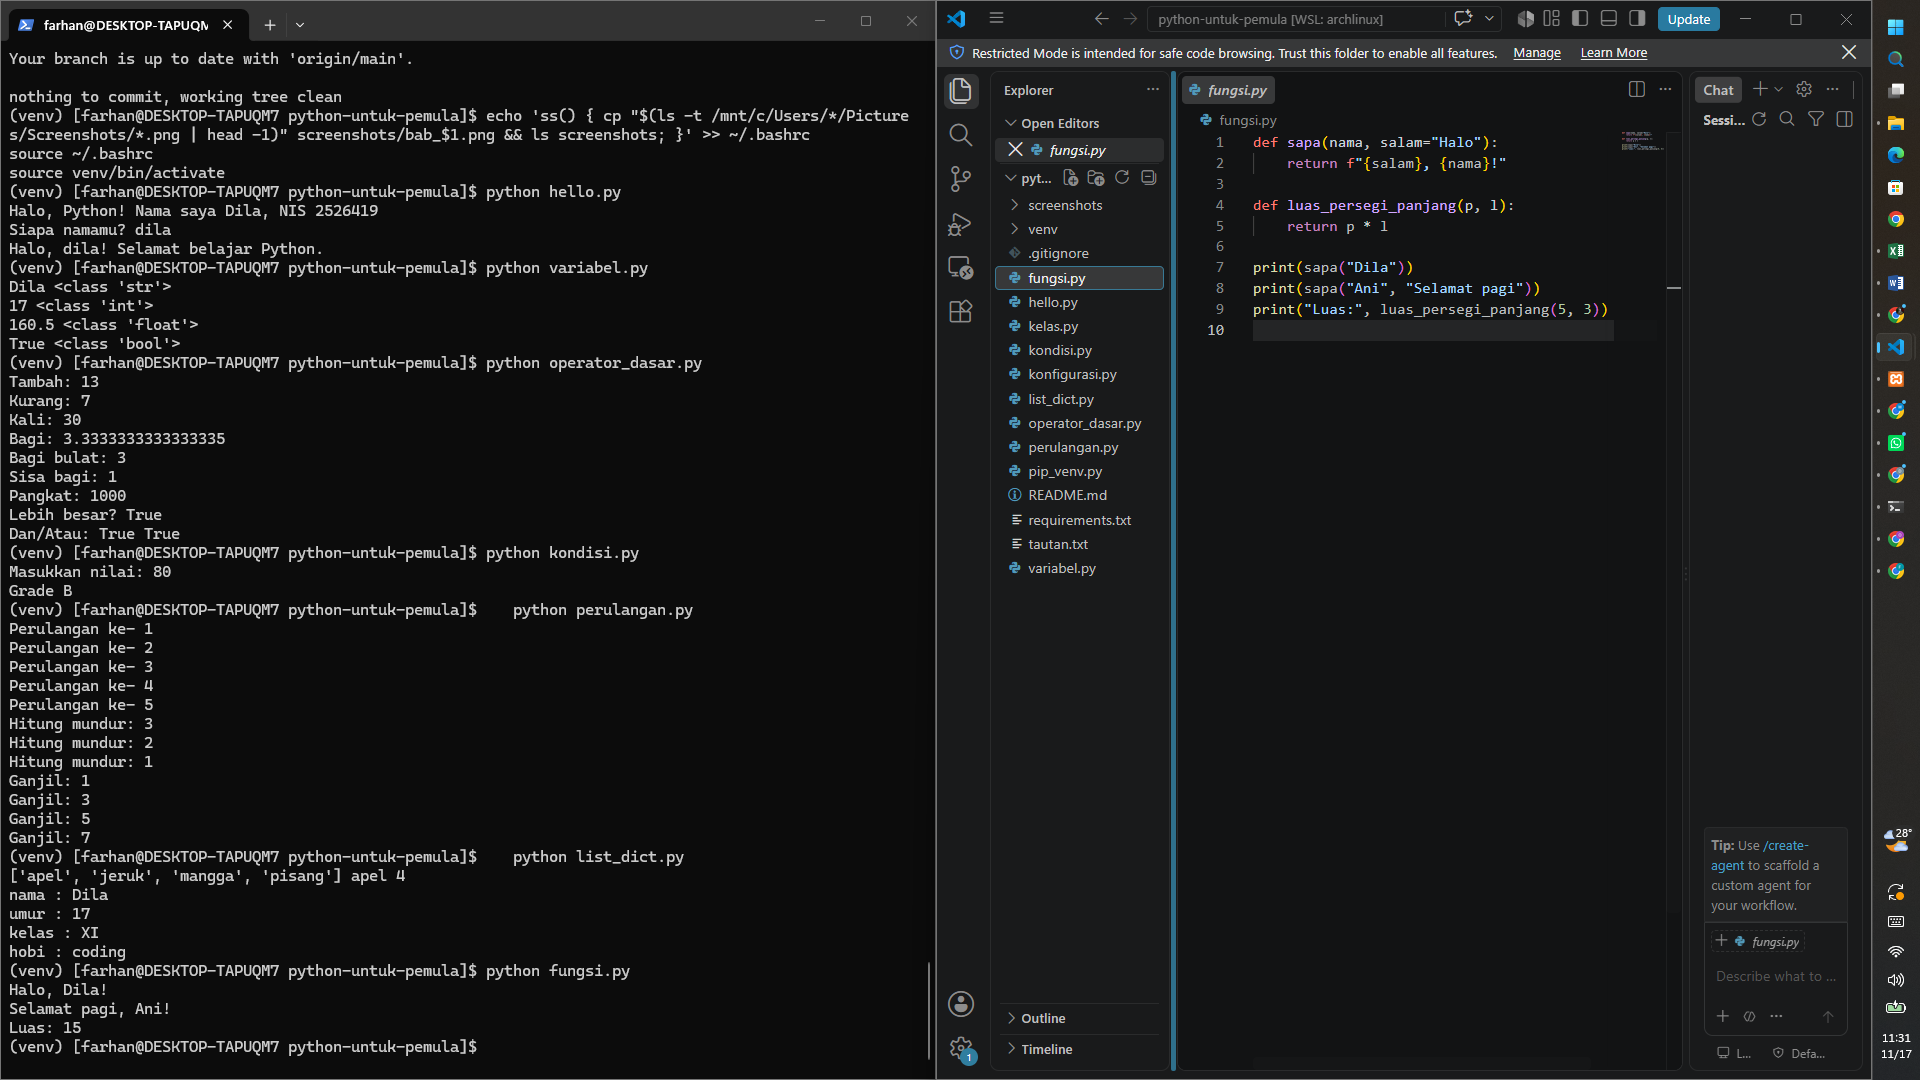 farhan@DESKTOP-TAPUQM
Your branch is up to date with 'origin/main'.
nothing to commit, working tree clean
(venv) [farhan@DESKTOP-TAPUQM7 python-untuk-pemula]$ echo 'ss() { cp "$(ls -t /mnt/c/Users/*/Picture
s/Screenshots/*.png | head -1)" screenshots/bab_$1.png && ls screenshots; }' >> ~/.bashrc
source ~/.bashrc
source venv/bin/activate
(venv) [farhan@DESKTOP-TAPUQM7 python-untuk-pemula]$ python hello.py
Halo, Python! Nama saya Dila, NIS 2526419
Siapa namamu? dila
Halo, dila! Selamat belajar Python.
(venv) [farhan@DESKTOP-TAPUQM7 python-untuk-pemula]$ python variabel.py
Dila <class 'str'>
17 <class 'int'>
160.5 <class 'float'>
True <class 'bool'>
(venv) [farhan@DESKTOP-TAPUQM7 python-untuk-pemula]$ python operator_dasar.py
Tambah: 13
Kurang: 7
Kali: 30
Bagi: 3.3333333333333335
Bagi bulat: 3
Sisa bagi: 1
Pangkat: 1000
Lebih besar? True
Dan/Atau: True True
(venv) [farhan@DESKTOP-TAPUQM7 python-untuk-pemula]$ python kondisi.py
Masukkan nilai: 80
Grade B
(venv) [farhan@DESKTOP-TAPUQM7 python-untuk-pemula]$    python perulangan.py
Perulangan ke- 1
Perulangan ke- 2
Perulangan ke- 3
Perulangan ke- 4
Perulangan ke- 5
Hitung mundur: 3
Hitung mundur: 2
Hitung mundur: 1
Ganjil: 1
Ganjil: 3
Ganjil: 5
Ganjil: 7
(venv) [farhan@DESKTOP-TAPUQM7 python-untuk-pemula]$    python list_dict.py
['apel', 'jeruk', 'mangga', 'pisang'] apel 4
nama : Dila
umur : 17
kelas : XI
hobi : coding
(venv) [farhan@DESKTOP-TAPUQM7 python-untuk-pemula]$ python fungsi.py
Halo, Dila!
Selamat pagi, Ani!
Luas: 15
(venv) [farhan@DESKTOP-TAPUQM7 python-untuk-pemula]$
python-untuk-pemula [WSL: archlinux]
Update
Restricted Mode is intended for safe code browsing. Trust this folder to enable all features. Manage Learn More
Explorer
Open Editors
fungsi.py
pyt...
screenshots
venv
.gitignore
fungsi.py
hello.py
kelas.py
kondisi.py
konfigurasi.py
list_dict.py
operator_dasar.py
perulangan.py
pip_venv.py
README.md
requirements.txt
tautan.txt
variabel.py
Outline
Timeline
1
fungsi.py
fungsi.py
1 def sapa(nama, salam="Halo"):
2     return f"{salam}, {nama}!"
3
4 def luas_persegi_panjang(p, l):
5     return p * l
6
7 print(sapa("Dila"))
8 print(sapa("Ani", "Selamat pagi"))
9 print("Luas:", luas_persegi_panjang(5, 3))
10
Chat
Sessi...
Tip: Use /create-
agent to scaffold a
custom agent for
your workflow.
fungsi.py
Describe what to ...
L...
Defa...
28°
11:31
11/17